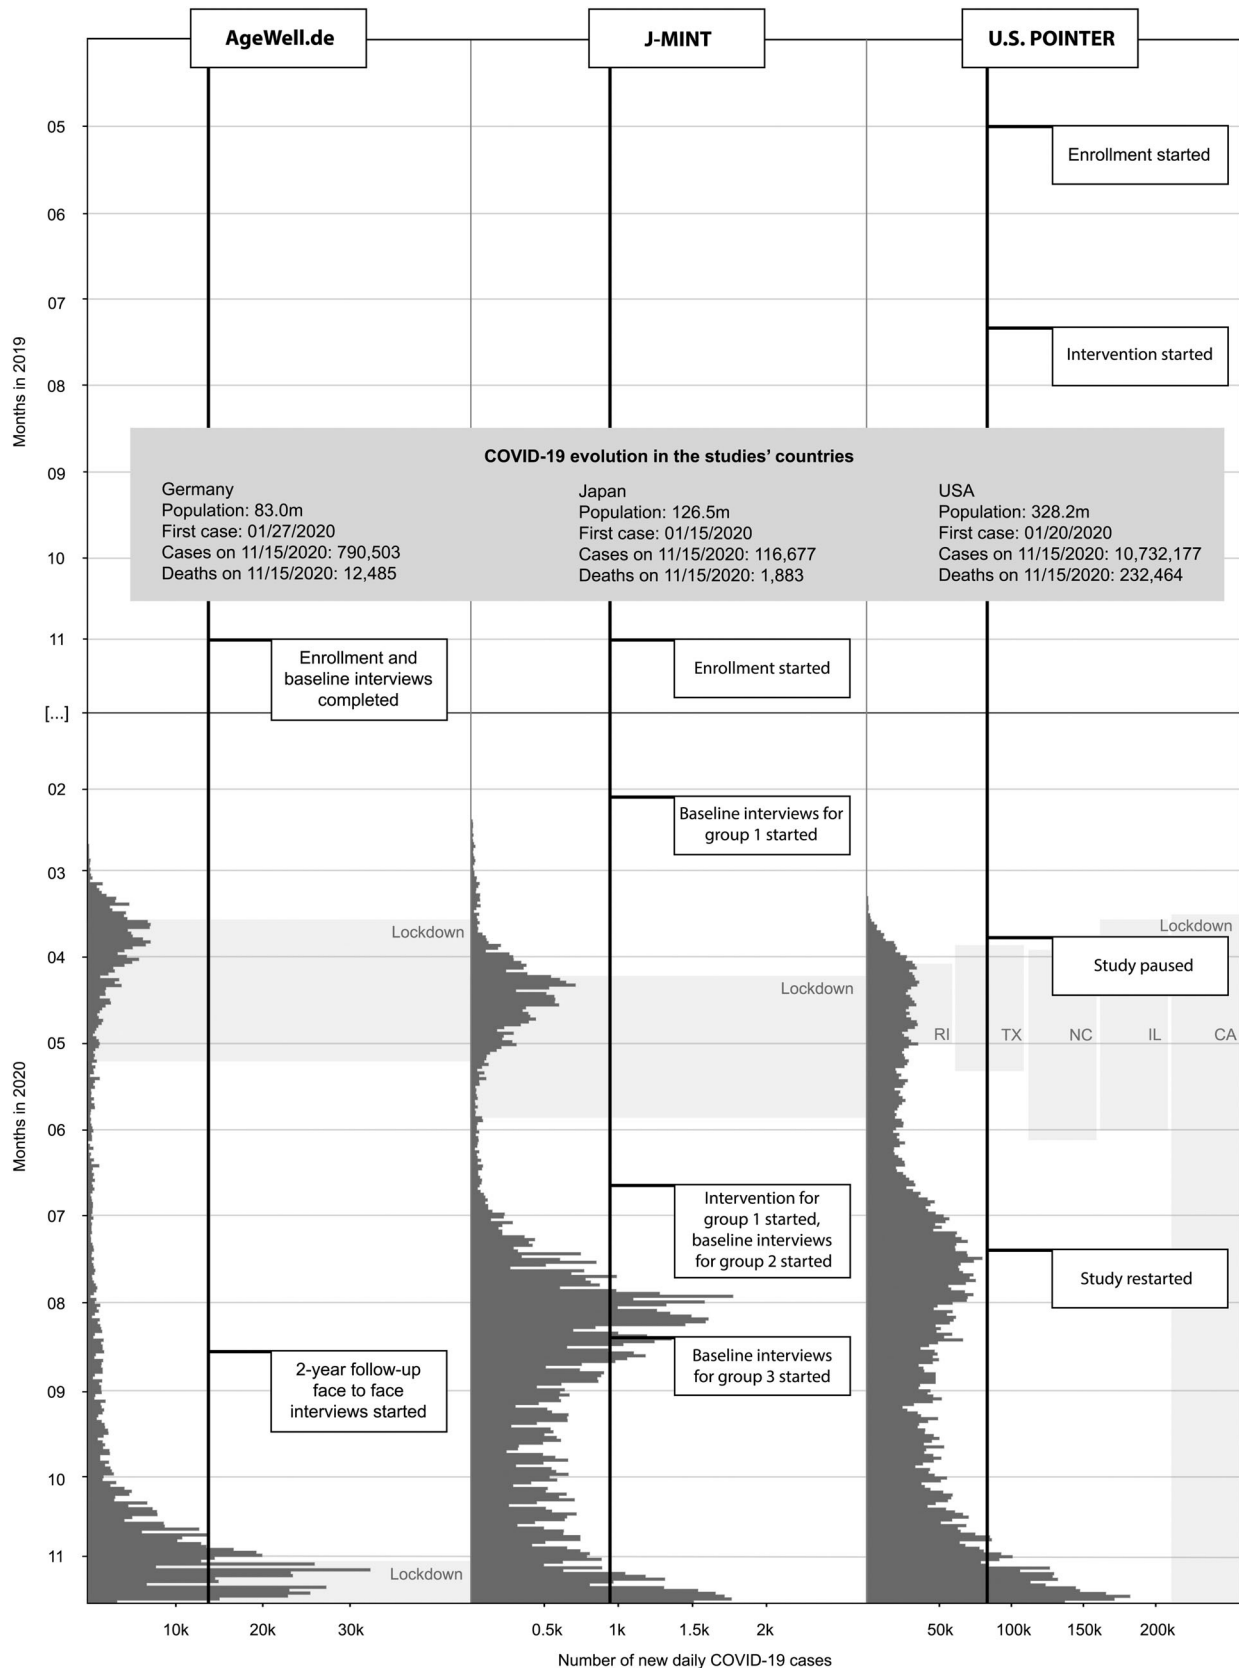 AgeWell.de
J-MINT
U.S. POINTER
Months in 2019
05
Enrollment started
06
07
Intervention started
08
09
10
COVID-19 evolution in the studies' countries
Germany
Population: 83.0m
First case: 01/27/2020
Cases on 11/15/2020: 790,503
Deaths on 11/15/2020: 12,485
Japan
Population: 126.5m
First case: 01/15/2020
Cases on 11/15/2020: 116,677
Deaths on 11/15/2020: 1,883
USA
Population: 328.2m
First case: 01/20/2020
Cases on 11/15/2020: 10,732,177
Deaths on 11/15/2020: 232,464
11
Enrollment and
baseline interviews
completed
Enrollment started
[...]
Months in 2020
02
Baseline interviews for
group 1 started
03
Lockdown
Lockdown
04
Study paused
Lockdown
RI
TX
NC
IL
CA
05
06
Intervention for
group 1 started,
baseline interviews
for group 2 started
07
Study restarted
08
Baseline interviews
for group 3 started
2-year follow-up
face to face
interviews started
09
10
11
Lockdown
10k
20k
30k
0.5k
1k
1.5k
2k
50k
100k
150k
200k
Number of new daily COVID-19 cases